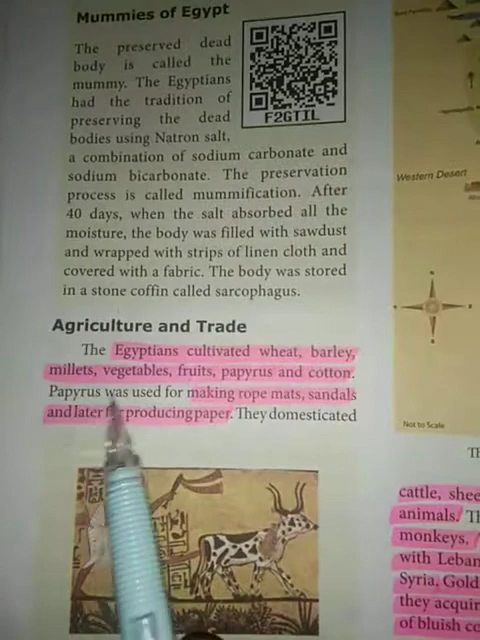 Mummies of Egypt
The preserved dead
body is called the
mummy. The Egyptians
had the tradition of
preserving the dead
bodies using Natron salt,
F2GTIL
a combination of sodium carbonate and
sodium bicarbonate. The preservation
process is called mummification. After
40 days, when the salt absorbed all the
moisture, the body was filled with sawdust
and wrapped with strips of linen cloth and
covered with a fabric. The body was stored
in a stone coffin called sarcophagus.
Agriculture and Trade
The Egyptians cultivated wheat, barley,
millets, vegetables, fruits, papyrus and cotton.
Papyrus was used for making rope mats, sandals
and later for producing paper. They domesticated
Western Desert
Not to Scale
cattle,
animals.
monkeys.
with
Syria, Gold
they
of bluish